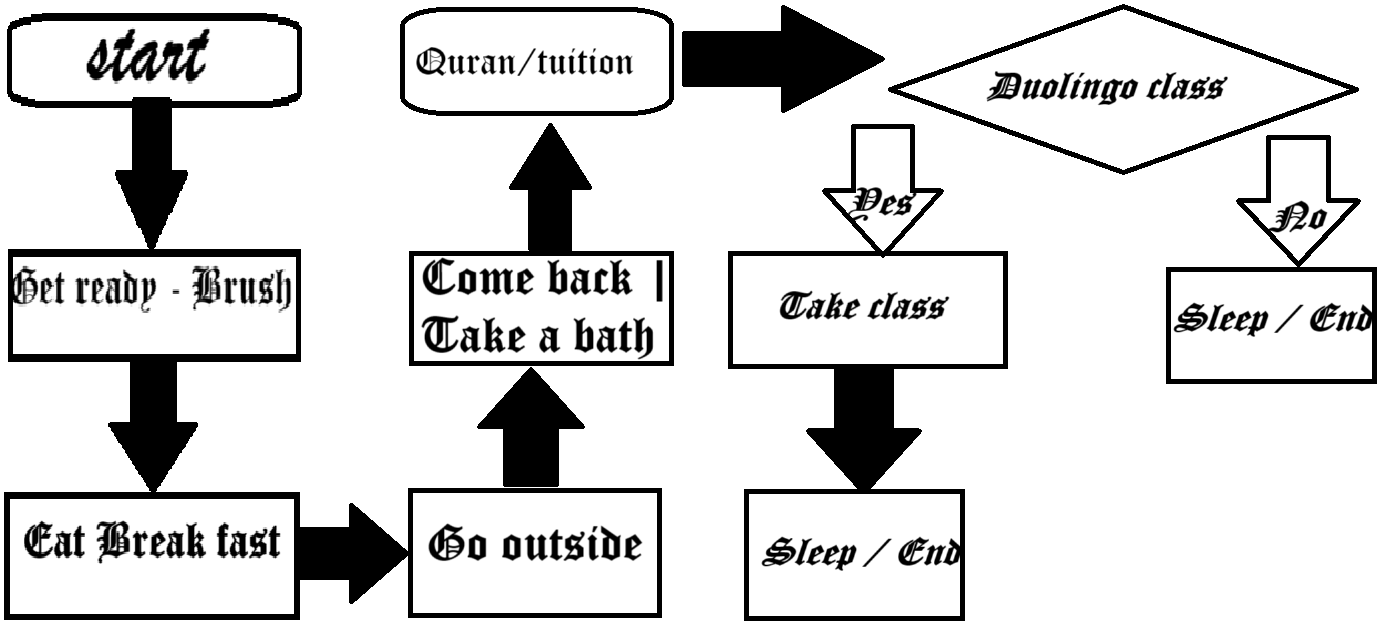 start
Get ready - Brush
Eat Break fast
Go outside
Come back |
Take a bath
Quran/tuition
Duolingo class
Yes
Take class
Sleep / End
No
Sleep / End